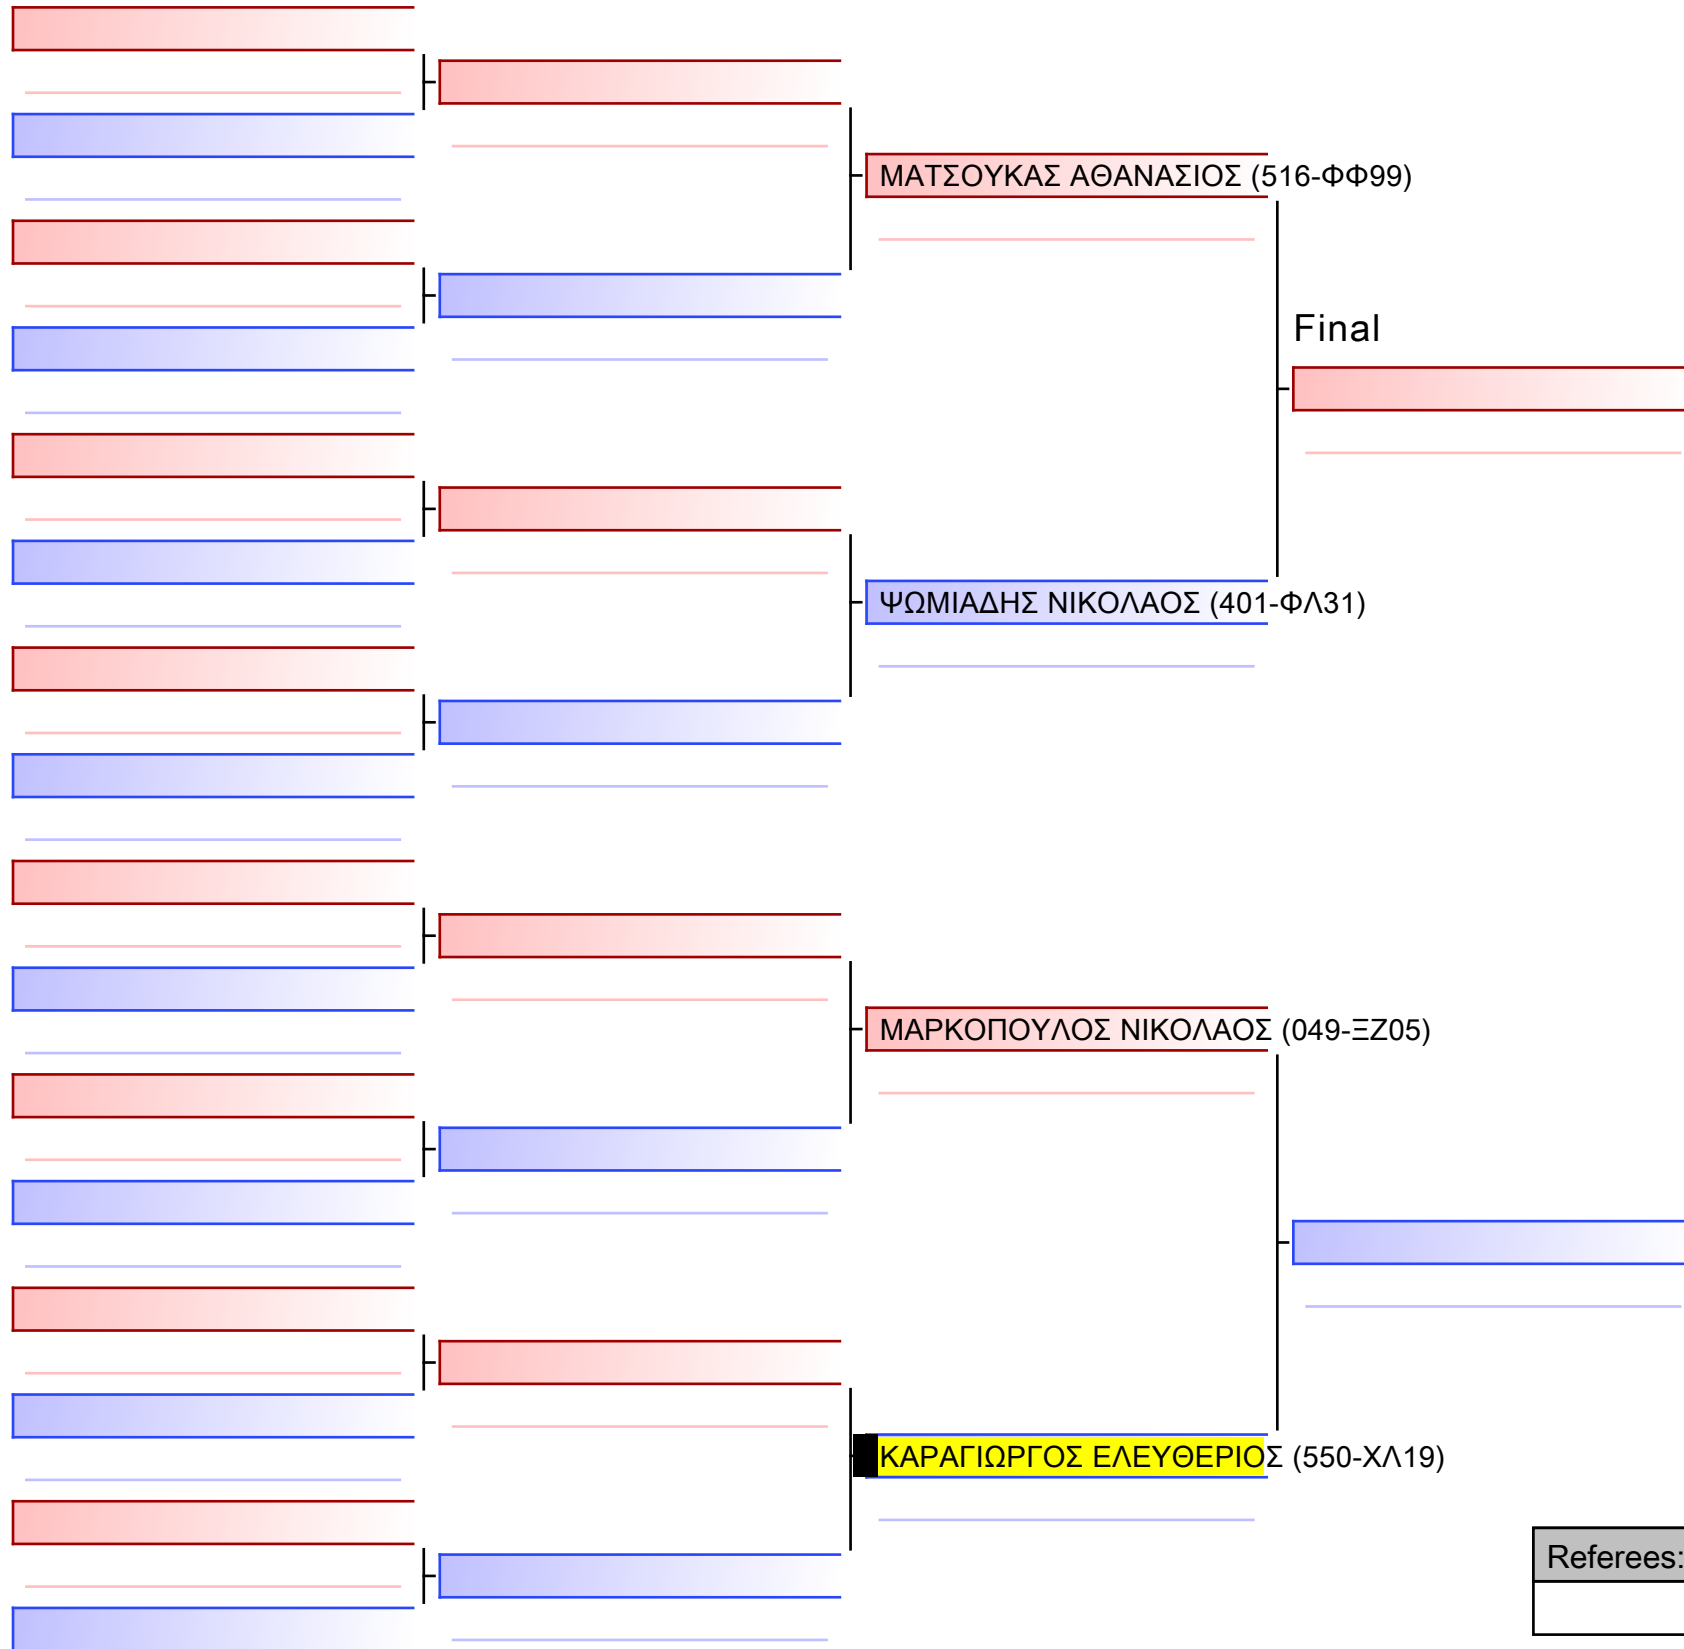 ΜΑΤΣΟΥΚΑΣ ΑΘΑΝΑΣΙΟΣ (516-ΦΦ99)
Final
ΨΩΜΙΑΔΗΣ ΝΙΚΟΛΑΟΣ (401-ΦΛ31)
ΜΑΡΚΟΠΟΥΛΟΣ ΝΙΚΟΛΑΟΣ (049-ΞΖ05)
ΚΑΡΑΓΙΩΡΓΟΣ ΕΛΕΥΘΕΡΙΟΣ (550-ΧΛ19)
Referees: